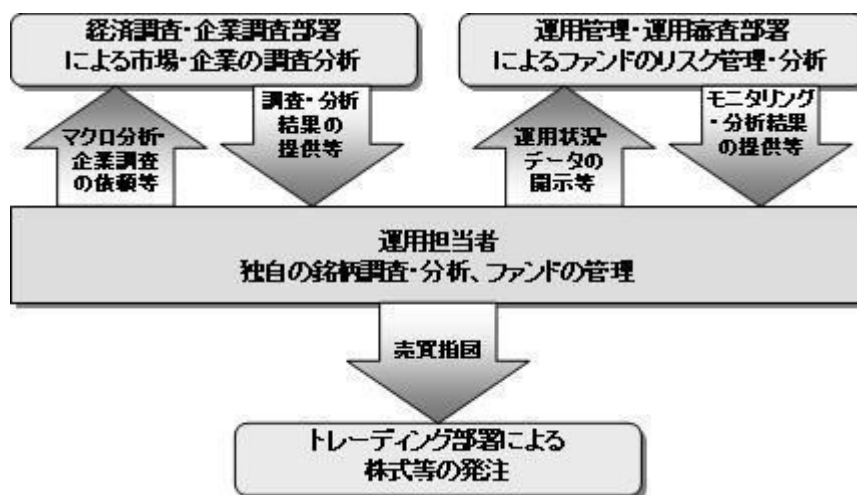 経済調査・企業調査部署
による市場・企業の調査分析
運用管理・運用審査部署
によるファンドのリスク管理・分析
マクロ分析・
企業調査
の依頼等
調査・分析
結果の
提供等
運用状況・
データの
開示等
モニタリング
・分析結果
の提供等
運用担当者
独自の銘柄調査・分析、ファンドの管理
売買指図
トレーディング部署による
株式等の発注